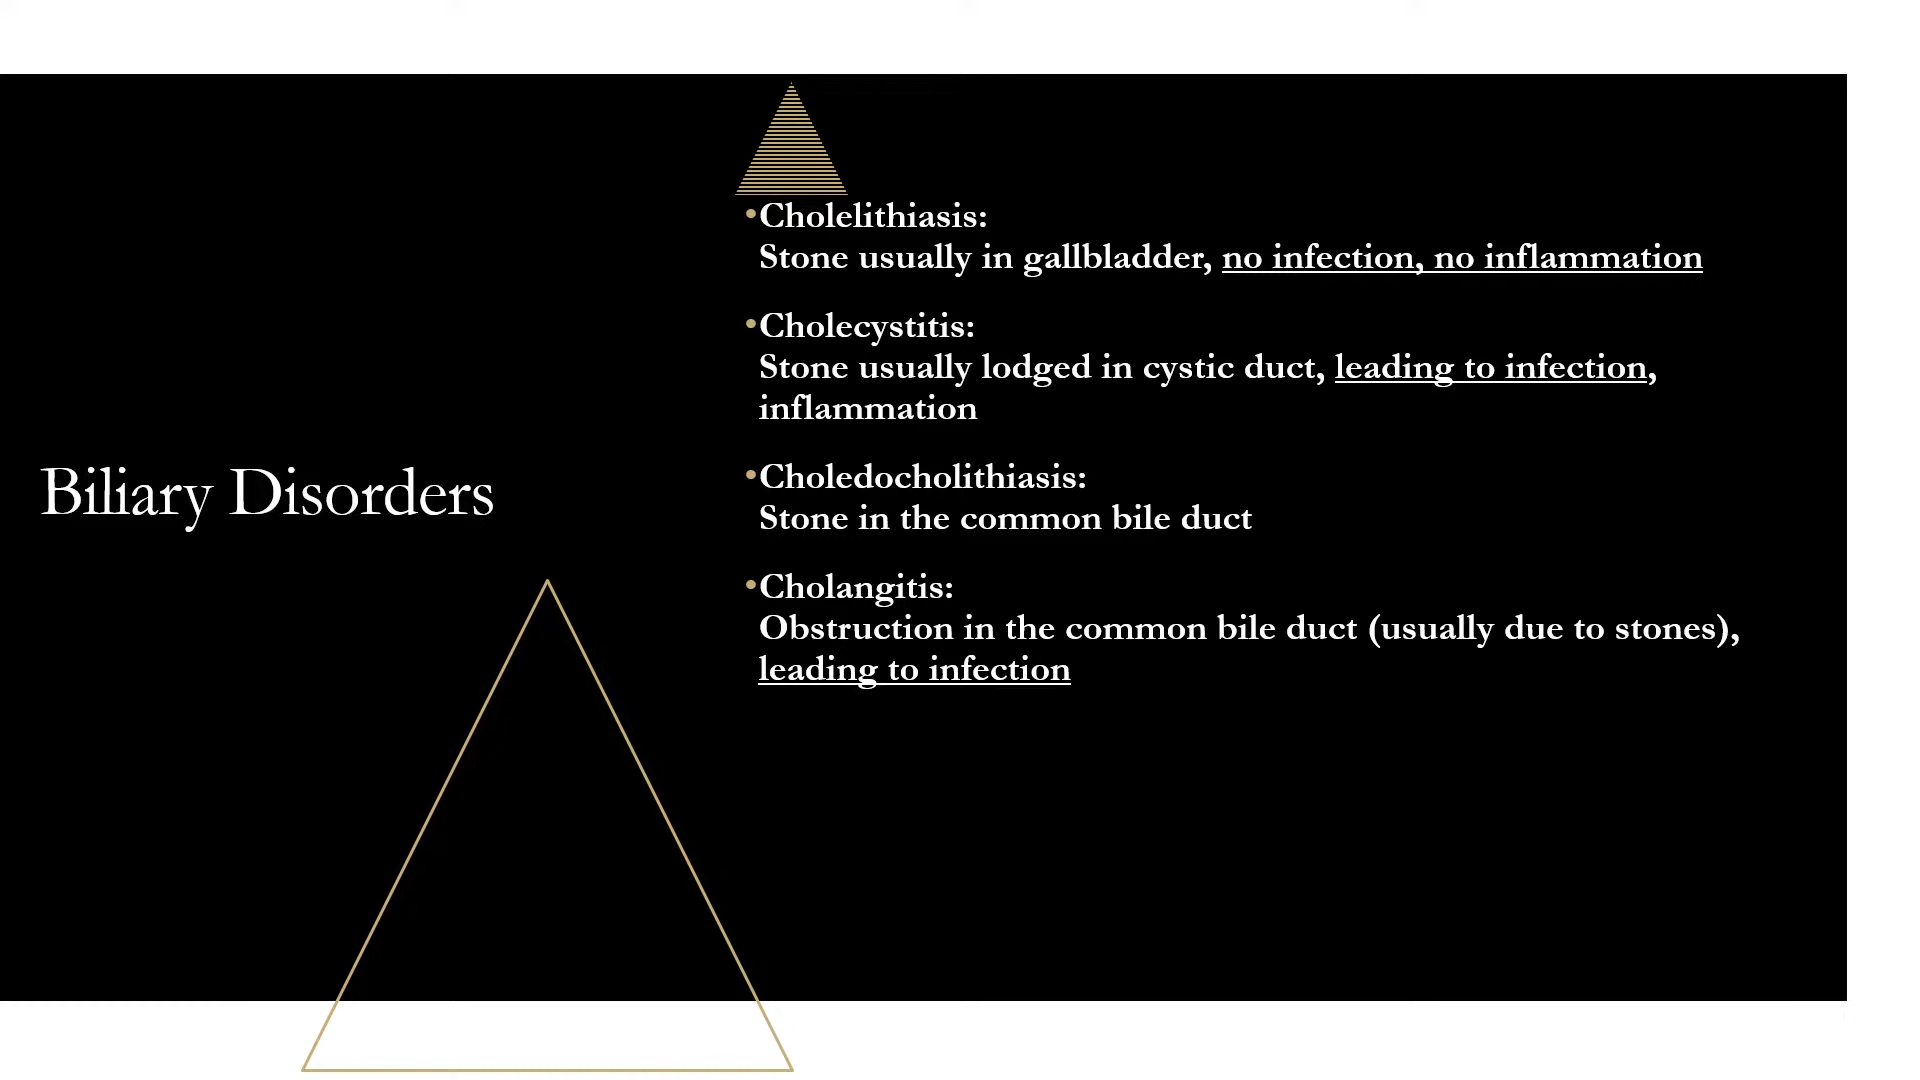 Biliary Disorders
•Cholelithiasis:
Stone usually in gallbladder, no infection, no inflammation
•Cholecystitis:
Stone usually lodged in cystic duct, leading to infection,
inflammation
•Choledocholithiasis:
Stone in the common bile duct
•Cholangitis:
Obstruction in the common bile duct (usually due to stones),
leading to infection